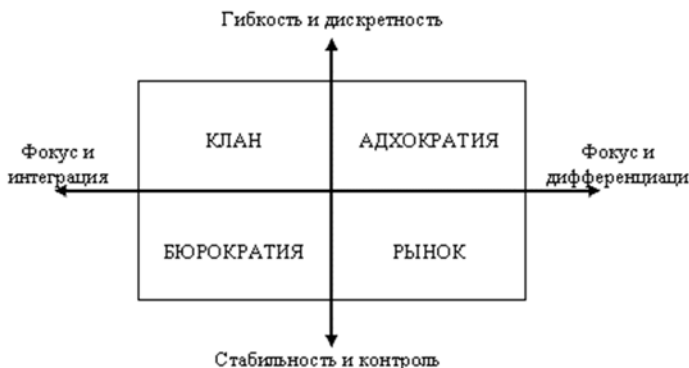 Гибкость и дискретность
КЛАН
АДХОКРАТИЯ
Фокус и
интеграция
Фокус и
дифференциаци
БЮРОКРАТИЯ
РЫНОК
Стабильность и контроль